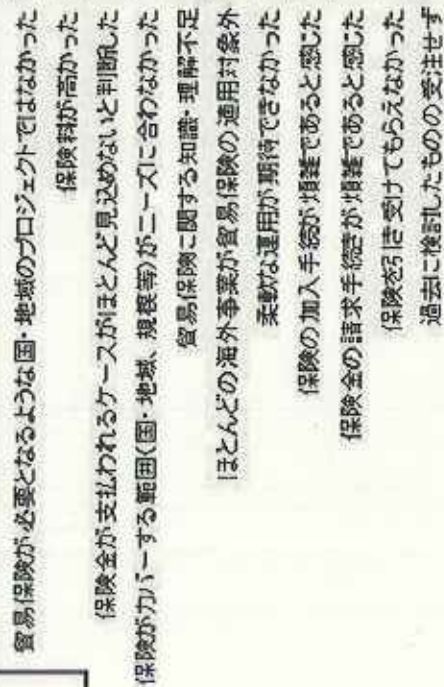 貿易保険が必要となるような国・地域のプロジェクトではなかった
保険料が高かった
保険金が支払われるケースがほとんど見込めないと判断した
保険がカバーする範囲(国・地域、規模等)がニーズに合わなかった
貿易保険に関する知識・理解不足
ほとんどの海外事業が貿易保険の適用対象外
柔軟な運用が期待できなかった
保険の加入手続が煩雑であると感じた
保険金の請求手続きが煩雑であると感じた
保険を引き受けてもらえなかった
過去に検討したものの受注せず